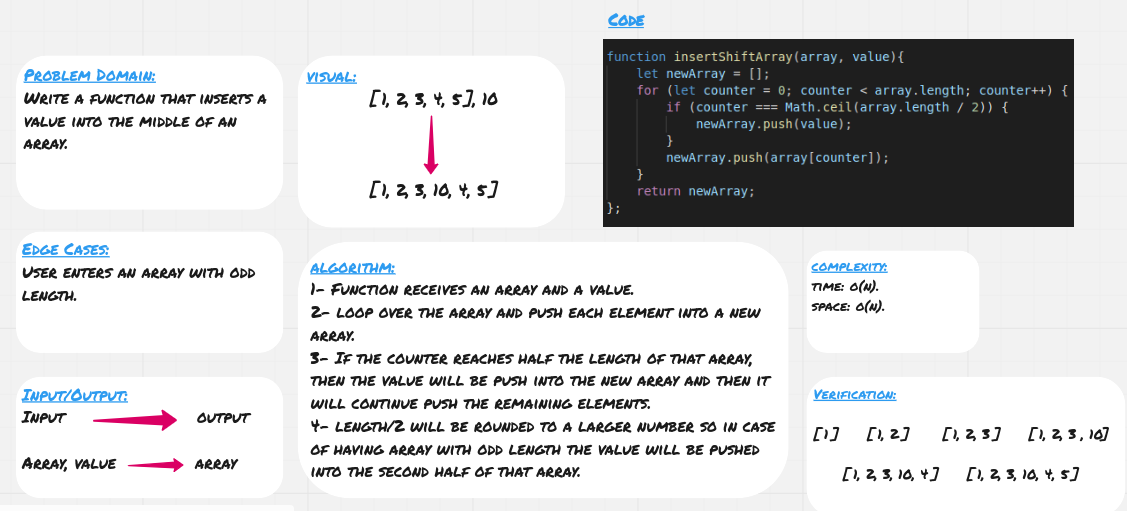 Problem Domain:
Write a function that inserts a
value into the middle of an
array.
Visual:
[1, 2, 3, 4, 5], 10
[1, 2, 3, 10, 4, 5]
Code
function insertShiftArray(array, value){
    let newArray = [];
    for (let counter = 0; counter < array.length; counter++) {
        if (counter === Math.ceil(array.length / 2)) {
            newArray.push(value);
        }
        newArray.push(array[counter]);
    }
    return newArray;
};
Edge Cases:
User enters an array with odd
length.
Input/Output:
Input
output
Array, value
array
algorithm:
1- Function receives an array and a value.
2- loop over the array and push each element into a new
array.
3- If the counter reaches half the length of that array,
then the value will be push into the new array and then it
will continue push the remaining elements.
4- length/2 will be rounded to a larger number so in case
of having array with odd length the value will be pushed
into the second half of that array.
complexity:
time: O(n).
space: O(n).
Verification:
[1] [1, 2] [1, 2, 3] [1, 2, 3 , 10]
[1, 2, 3, 10, 4] [1, 2, 3, 10, 4, 5]